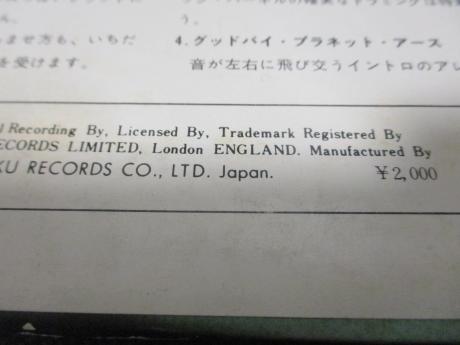 う。
ん。
ませ方も、いちだ
を受けます。
4. グッドバイ・プラネット・アース
音が左右に飛び交うイントロのアレ
Recording By, Licensed By, Trademark Registered By
ECORDS LIMITED, London ENGLAND. Manufactured By
KU RECORDS CO., LTD. Japan.
¥2,000